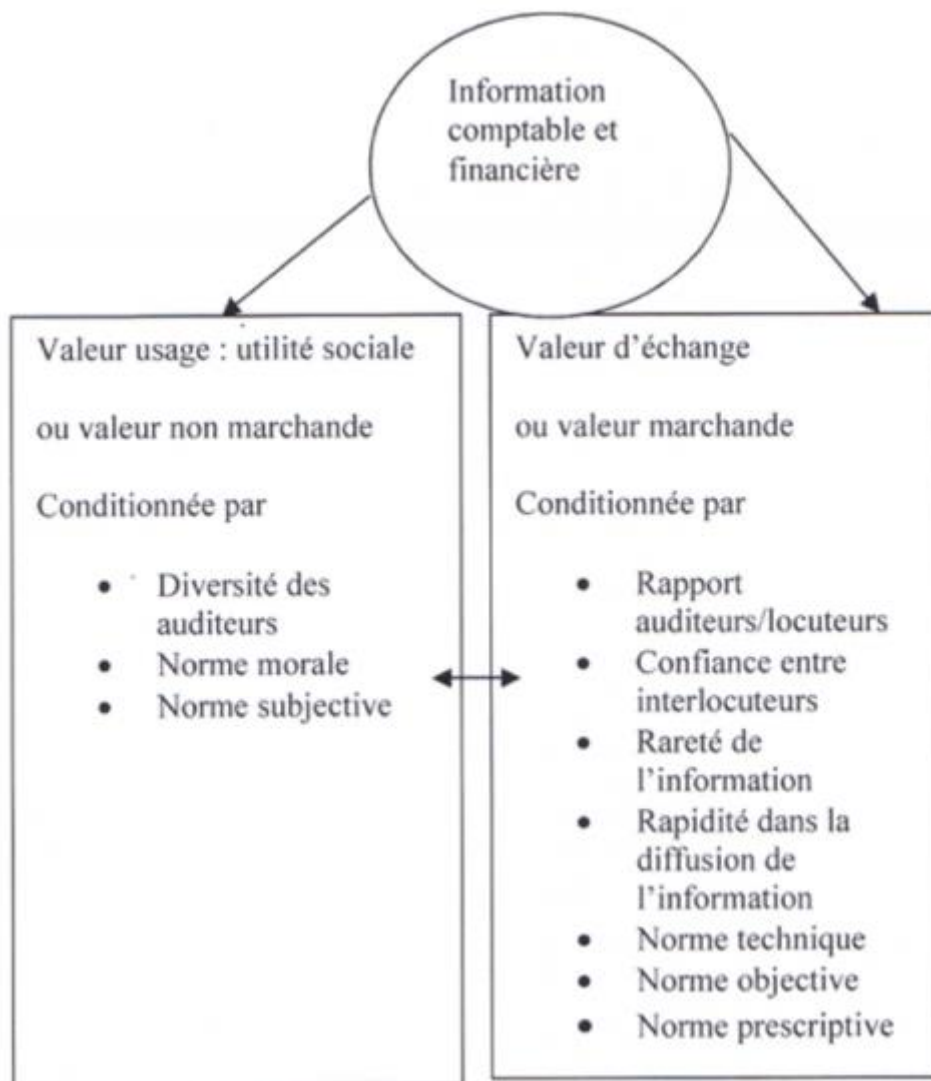 Information
comptable et
financière
Valeur usage : utilité sociale
ou valeur non marchande
Conditionnée par
• Diversité des
auditeurs
• Norme morale
• Norme subjective
Valeur d'échange
ou valeur marchande
Conditionnée par
• Rapport
auditeurs/locuteurs
• Confiance entre
interlocuteurs
• Rareté de
l'information
• Rapidité dans la
diffusion de
l'information
• Norme technique
• Norme objective
• Norme prescriptive